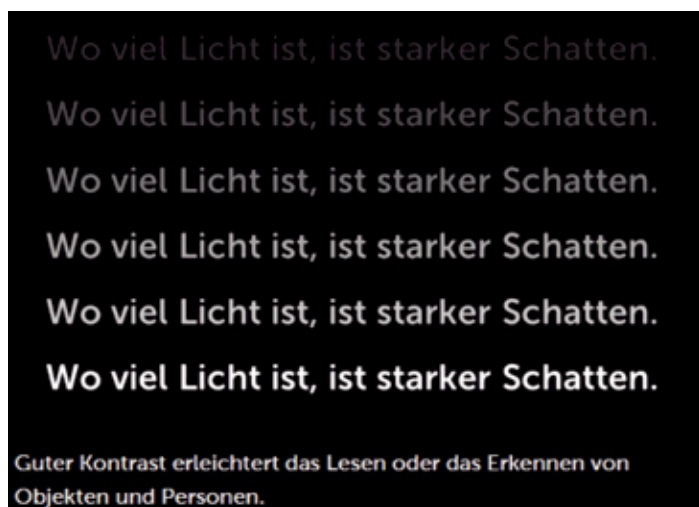 Wo viel Licht ist, ist starker Schatten.
Wo viel Licht ist, ist starker Schatten.
Wo viel Licht ist, ist starker Schatten.
Wo viel Licht ist, ist starker Schatten.
Wo viel Licht ist, ist starker Schatten.
Wo viel Licht ist, ist starker Schatten.
Guter Kontrast erleichtert das Lesen oder das Erkennen von
Objekten und Personen.